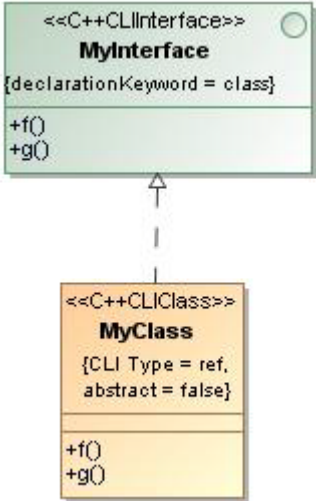 <<C++CLIInterface>>
MyInterface
{declarationKeyword = class}
+f()
+g()
<<C++CLIClass>>
MyClass
{CLI Type = ref,
abstract = false}
+f()
+g()